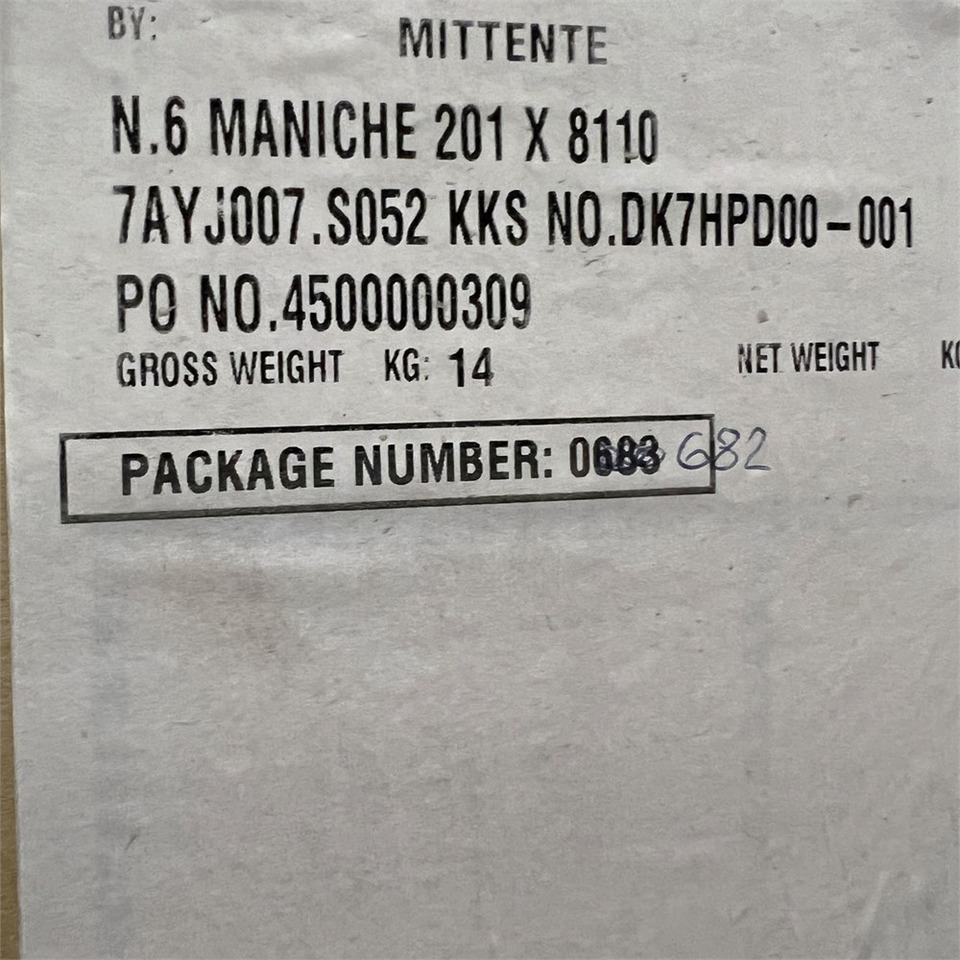 BY: MITTENTE
N.6 MANICHE 201 X 8110
7AYJ007.S052 KKS NO.DK7HPD00-001
PO NO.4500000309
GROSS WEIGHT KG: 14 NET WEIGHT
PACKAGE NUMBER: 0683 682